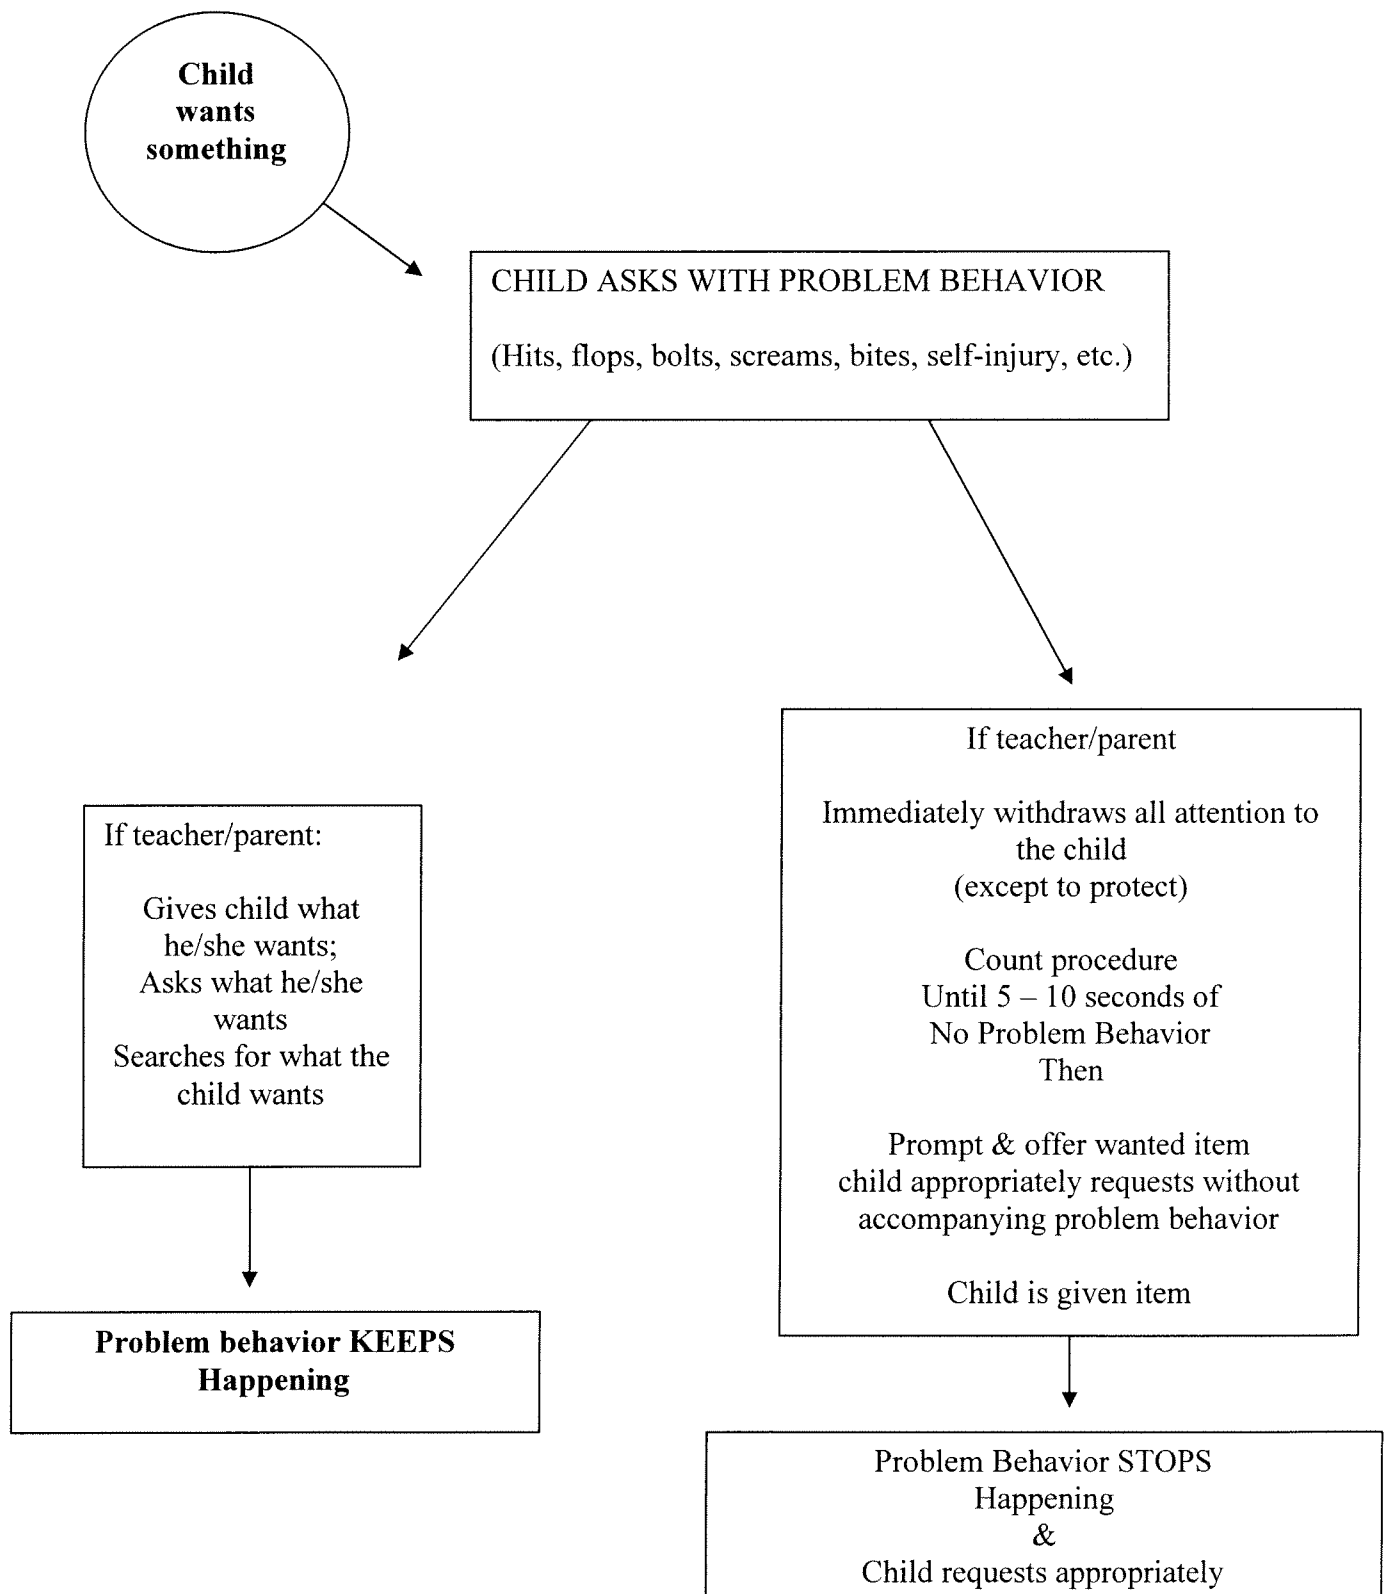 Child
wants
something
CHILD ASKS WITH PROBLEM BEHAVIOR
(Hits, flops, bolts, screams, bites, self-injury, etc.)
If teacher/parent:
Gives child what
he/she wants;
Asks what he/she
wants
Searches for what the
child wants
Problem behavior KEEPS
Happening
If teacher/parent
Immediately withdraws all attention to
the child
(except to protect)
Count procedure
Until 5 – 10 seconds of
No Problem Behavior
Then
Prompt & offer wanted item
child appropriately requests without
accompanying problem behavior
Child is given item
Problem Behavior STOPS
Happening
&
Child requests appropriately